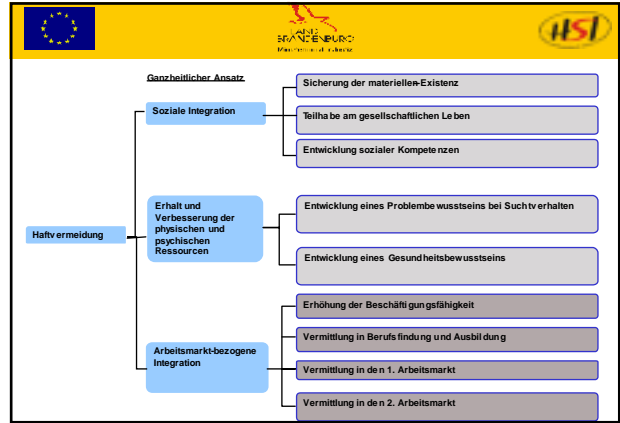 LAND
BRANDENBURG
HSI
Ganzheitlicher Ansatz
Sicherung der materiellen Existenz
Soziale Integration
Teilhabe am gesellschaftlichen Leben
Entwicklung sozialer Kompetenzen
Erhalt und
Verbesserung der
physischen und
psychischen
Ressourcen
Entwicklung eines Problembewusstseins bei Suchtverhalten
Haftvermeidung
Entwicklung eines Gesundheitsbewusstseins
Erhöhung der Beschäftigungsfähigkeit
Vermittlung in Berufsfindung und Ausbildung
Arbeitsmarkt-bezogene
Integration
Vermittlung in den 1. Arbeitsmarkt
Vermittlung in den 2. Arbeitsmarkt